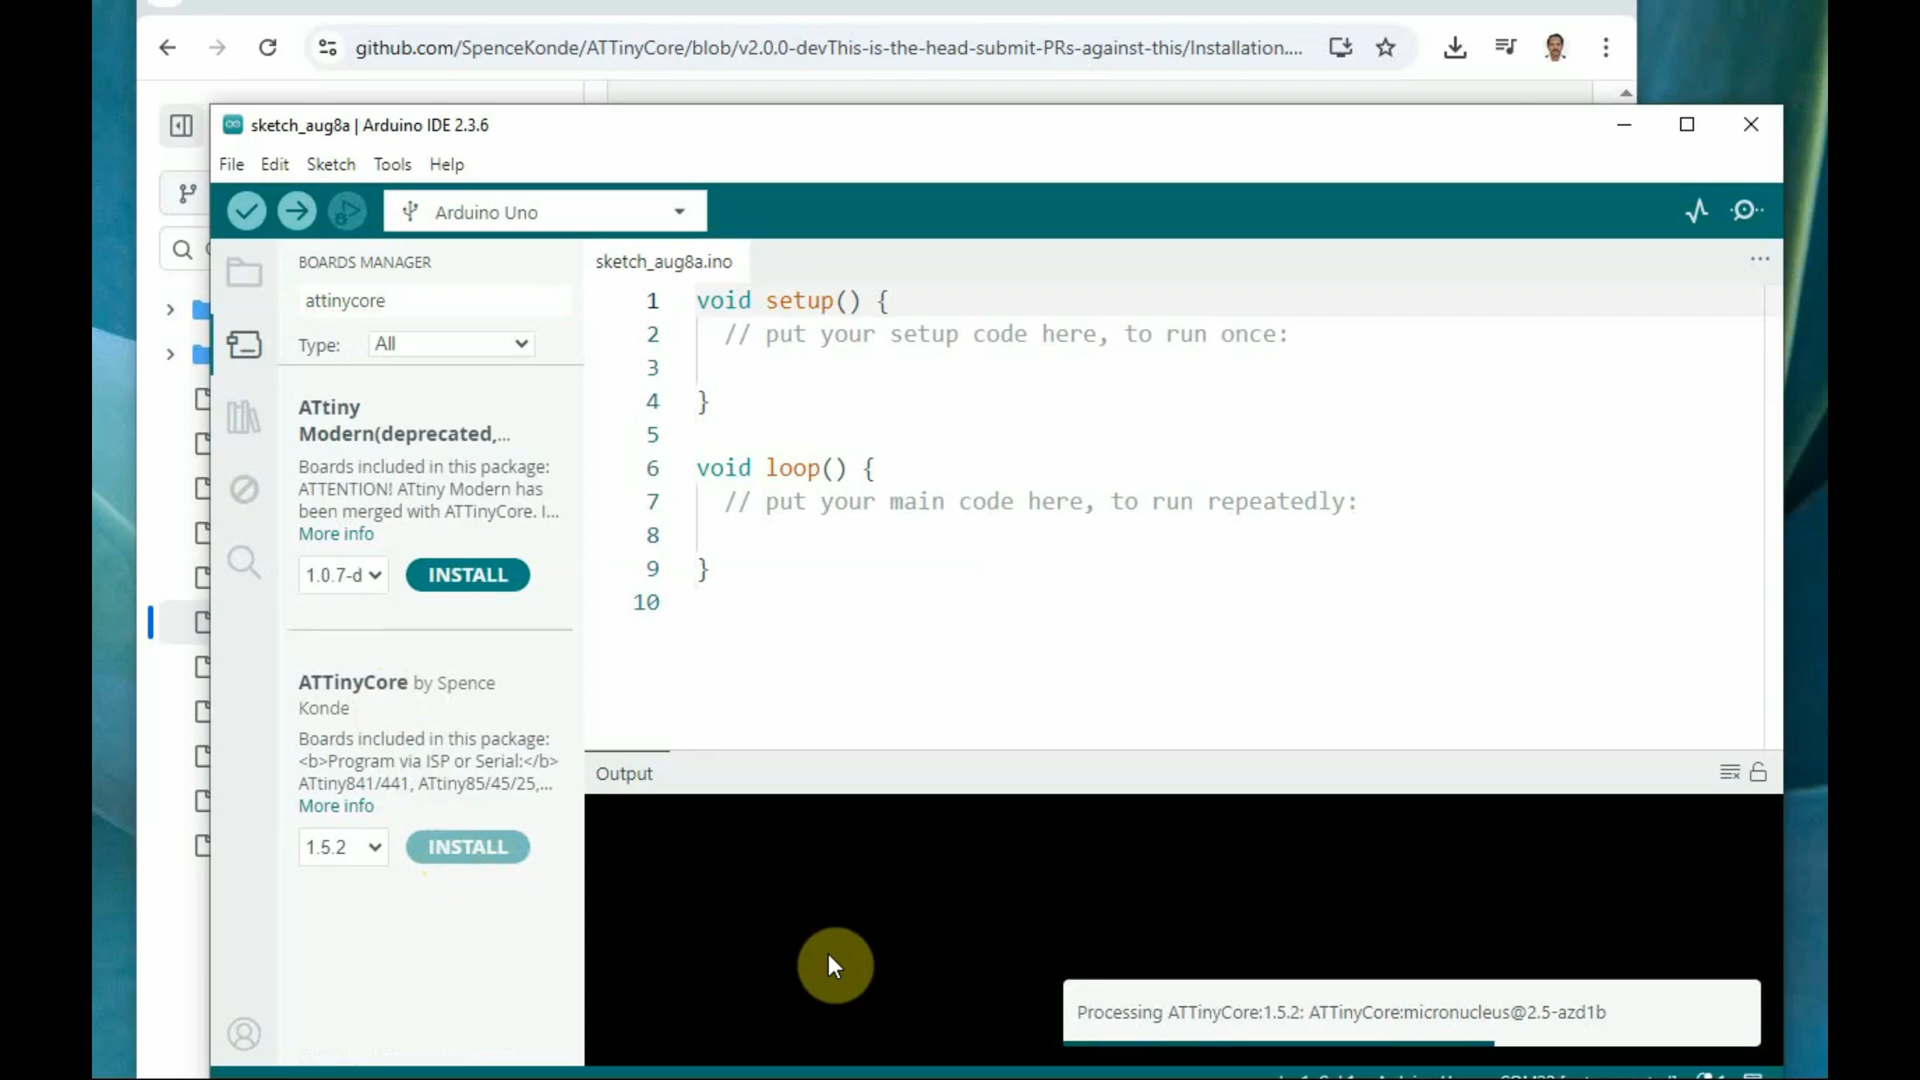 github.com/SpenceKonde/ATTinyCore/blob/v2.0.0-devThis-is-the-head-submit-PRs-against-this/Installation....
sketch_aug8a | Arduino IDE 2.3.6
File Edit Sketch Tools Help
Arduino Uno
BOARDS MANAGER
attinycore
Type: All
ATtiny
Modern(deprecated,...
Boards included in this package:
ATTENTION! ATtiny Modern has
been merged with ATTinyCore. I...
More info
1.0.7-d INSTALL
ATTinyCore by Spence
Konde
Boards included in this package:
<b>Program via ISP or Serial:</b>
ATtiny841/441, ATtiny85/45/25,...
More info
1.5.2 INSTALL
sketch_aug8a.ino
1 void setup() {
2 // put your setup code here, to run once:
3
4 }
5
6 void loop() {
7 // put your main code here, to run repeatedly:
8
9 }
10
Output
Processing ATTinyCore:1.5.2: ATTinyCore:micronucleus@2.5-azd1b